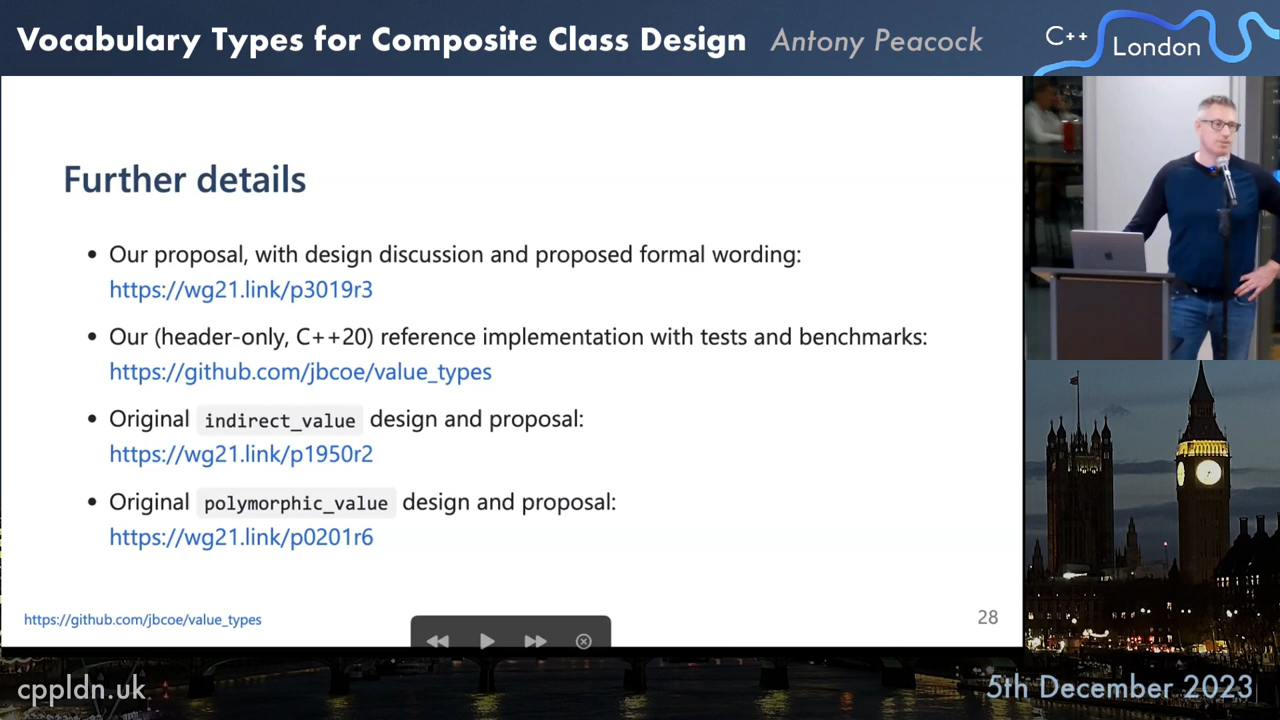 Vocabulary Types for Composite Class Design Antony Peacock
C++
London
Further details
• Our proposal, with design discussion and proposed formal wording:
https://wg21.link/p3019r3
• Our (header-only, C++20) reference implementation with tests and benchmarks:
https://github.com/jbcoe/value_types
• Original indirect_value design and proposal:
https://wg21.link/p1950r2
• Original polymorphic_value design and proposal:
https://wg21.link/p0201r6
https://github.com/jbcoe/value_types
28
cppldn.uk
5th December 2023